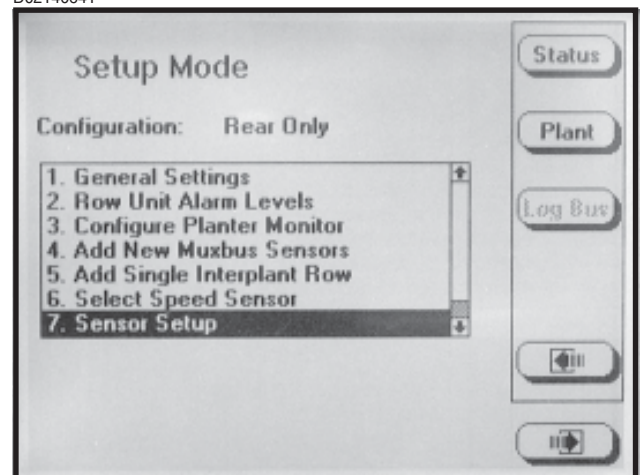 Setup Mode
Status
Configuration: Rear Only
Plant
1. General Settings
2. Row Unit Alarm Levels
3. Configure Planter Monitor
4. Add New Muxbus Sensors
5. Add Single Interplant Row
6. Select Speed Sensor
7. Sensor Setup
Log Bus